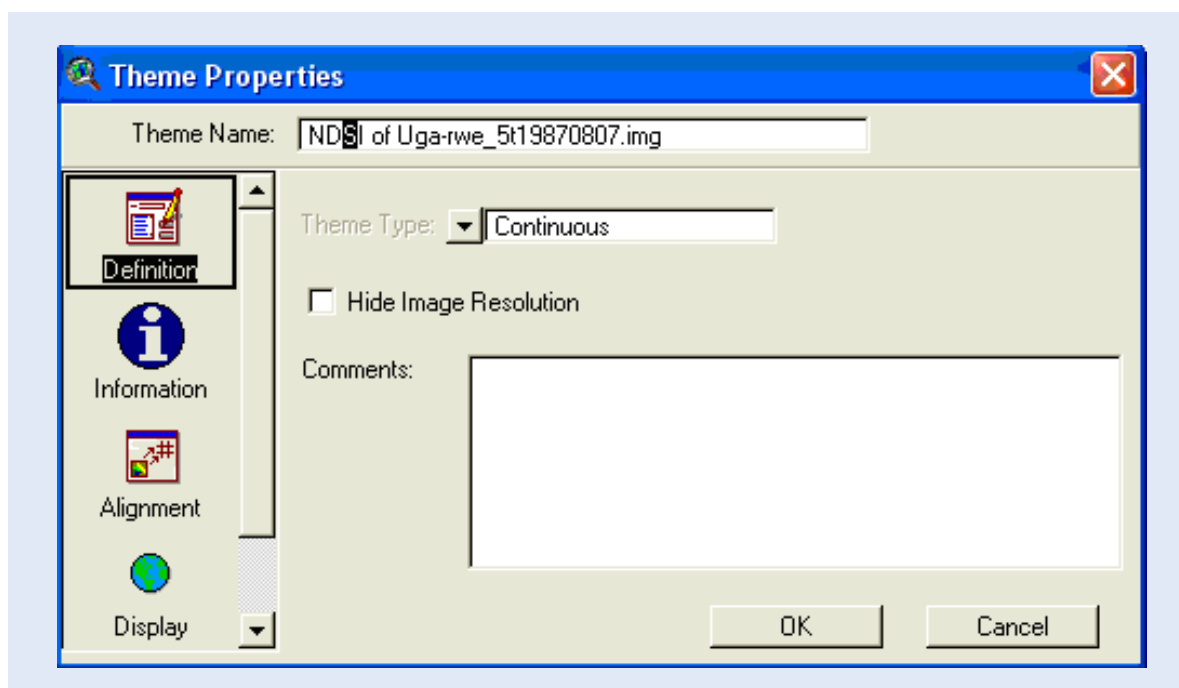 Theme Properties
Theme Name: NDSI of Uga-rwe_5t19870807.img
Definition
Information
Alignment
Display
Theme Type: Continuous
Hide Image Resolution
Comments:
OK
Cancel